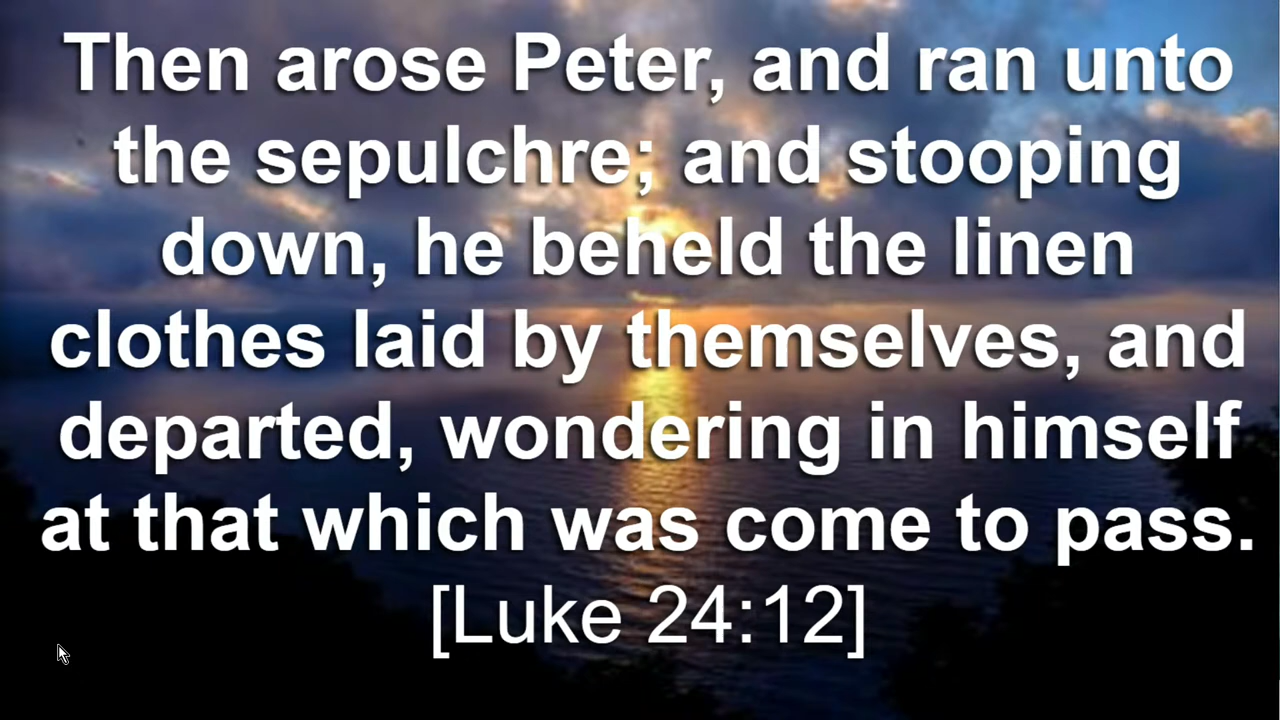 Then arose Peter, and ran unto
the sepulchre; and stooping
down, he beheld the linen
clothes laid by themselves, and
departed, wondering in himself
at that which was come to pass.
[Luke 24:12]